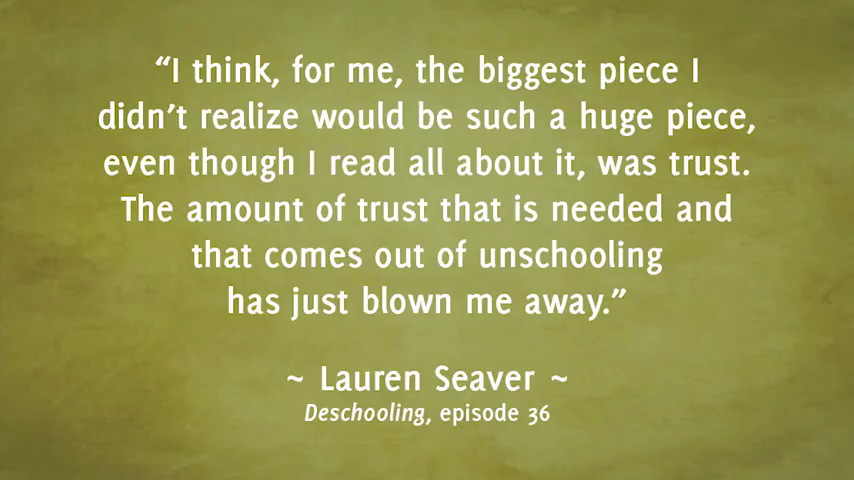 “I think, for me, the biggest piece I
didn’t realize would be such a huge piece,
even though I read all about it, was trust.
The amount of trust that is needed and
that comes out of unschooling
has just blown me away.”
~ Lauren Seaver ~
Deschooling, episode 36